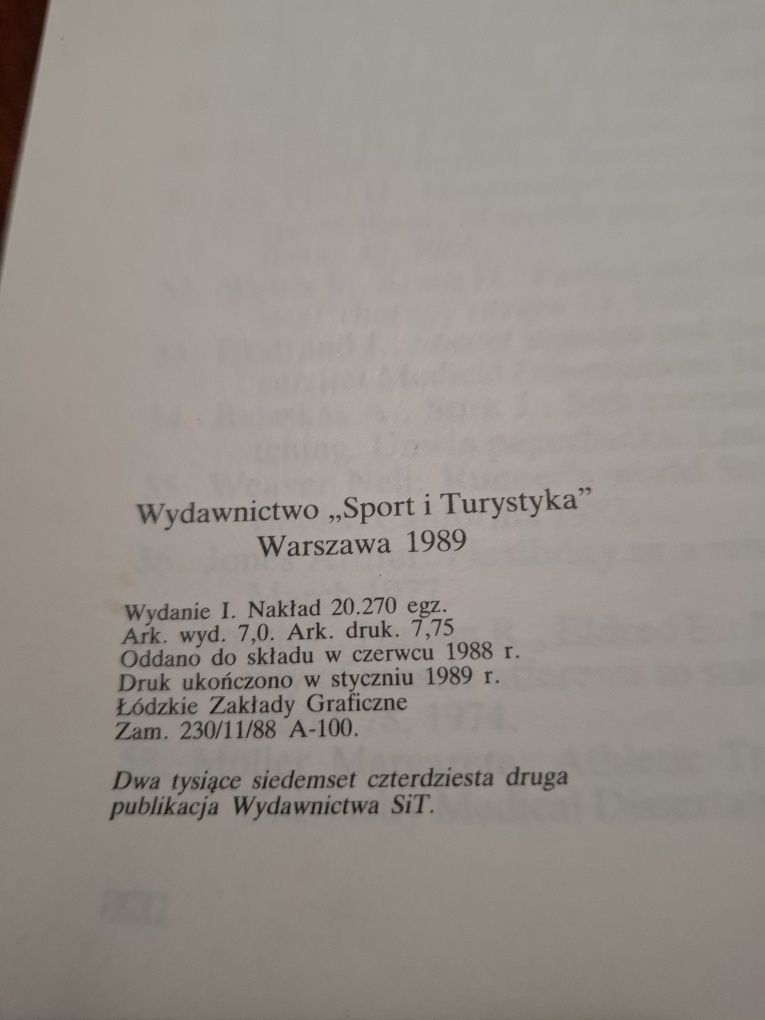 Wydawnictwo „Sport i Turystyka”
Warszawa 1989
Wydanie I. Nakład 20.270 egz.
Ark. wyd. 7,0. Ark. druk. 7,75
Oddano do składu w czerwcu 1988 r.
Druk ukończono w styczniu 1989 r.
Łódzkie Zakłady Graficzne
Zam. 230/11/88 A-100.
Dwa tysiące siedemset czterdziesta druga
publikacja Wydawnictwa SiT.